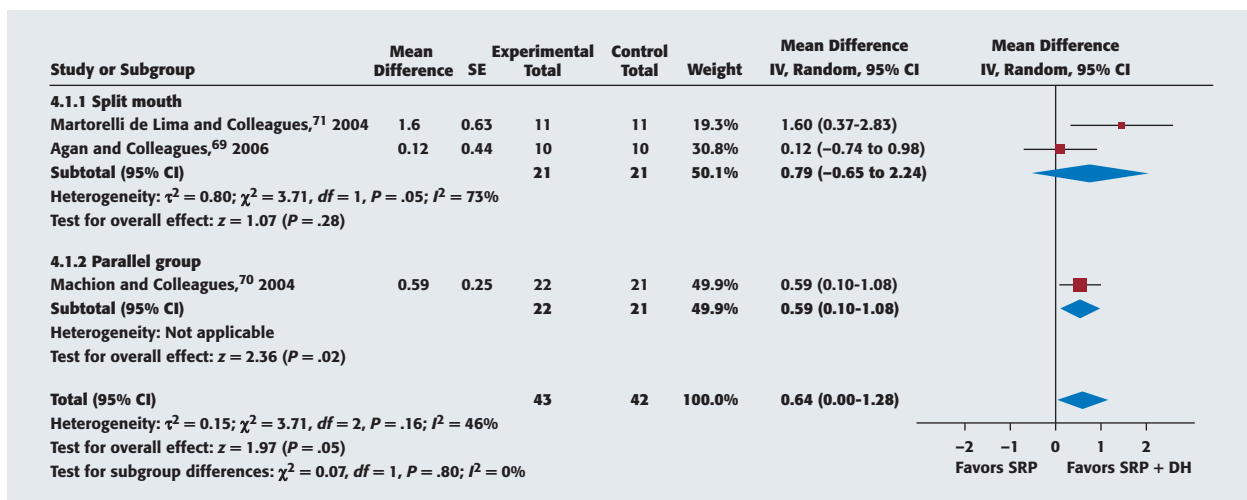 Mean Experimental Control Mean Difference Mean Difference
Study or Subgroup Difference SE Total Total Weight IV, Random, 95% CI IV, Random, 95% CI
4.1.1 Split mouth
Martorelli de Lima and Colleagues,71 2004 1.6 0.63 11 11 19.3% 1.60 (0.37-2.83)
Agan and Colleagues,69 2006 0.12 0.44 10 10 30.8% 0.12 (–0.74 to 0.98)
Subtotal (95% CI) 21 21 50.1% 0.79 (–0.65 to 2.24)
Heterogeneity: τ2 = 0.80; χ2 = 3.71, df = 1, P = .05; I2 = 73%
Test for overall effect: z = 1.07 (P = .28)
4.1.2 Parallel group
Machion and Colleagues,70 2004 0.59 0.25 22 21 49.9% 0.59 (0.10-1.08)
Subtotal (95% CI) 22 21 49.9% 0.59 (0.10-1.08)
Heterogeneity: Not applicable
Test for overall effect: z = 2.36 (P = .02)
Total (95% CI) 43 42 100.0% 0.64 (0.00-1.28)
Heterogeneity: τ2 = 0.15; χ2 = 3.71, df = 2, P = .16; I2 = 46%
Test for overall effect: z = 1.97 (P = .05)
Test for subgroup differences: χ2 = 0.07, df = 1, P = .80; I2 = 0%
–2 –1 0 1 2
Favors SRP Favors SRP + DH